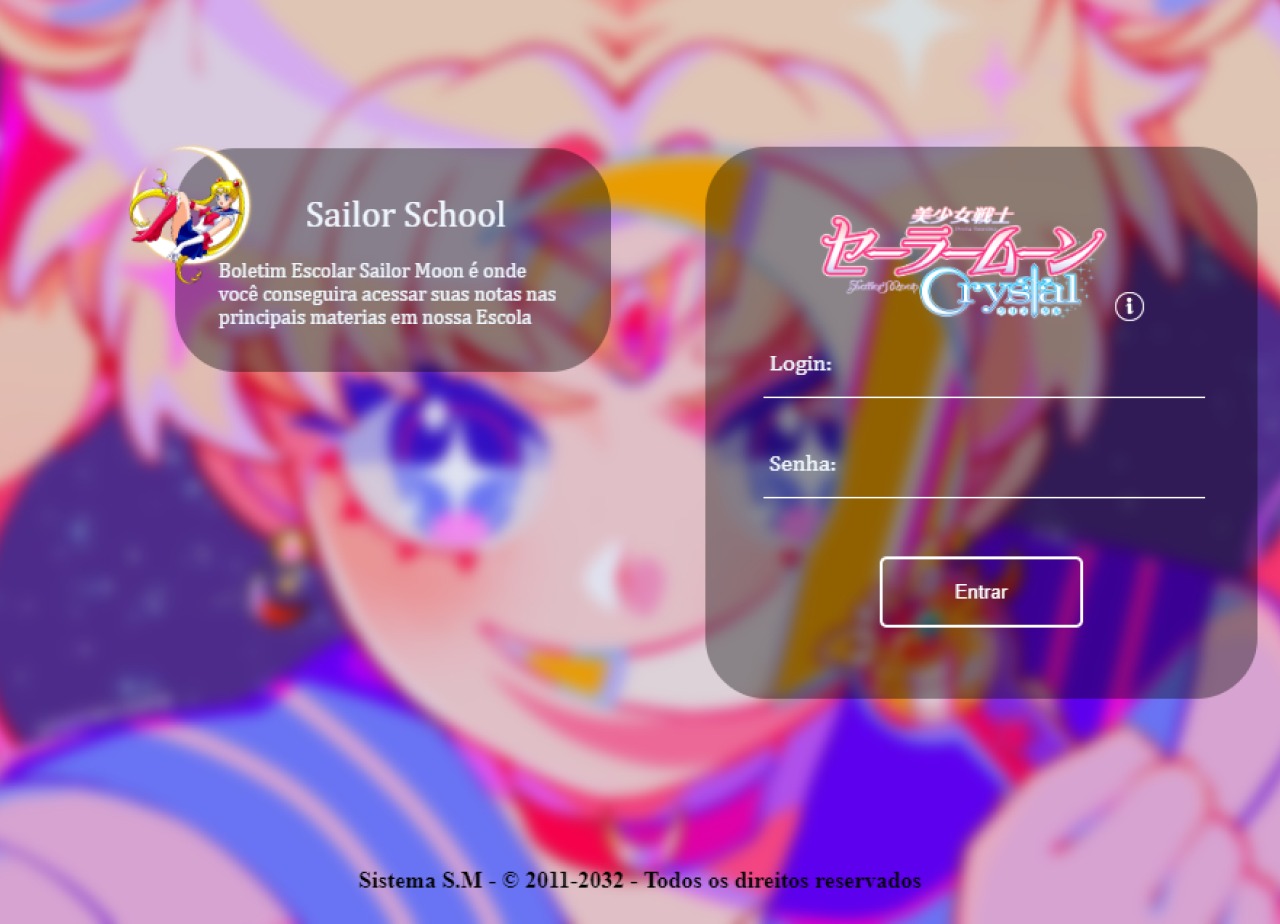 Sailor School
Boletim Escolar Sailor Moon é onde
você conseguira acessar suas notas nas
principais materias em nossa Escola
美少女戦士
セーラームーン
Crystal
Login:
Senha:
Entrar
Sistema S.M - © 2011-2032 - Todos os direitos reservados